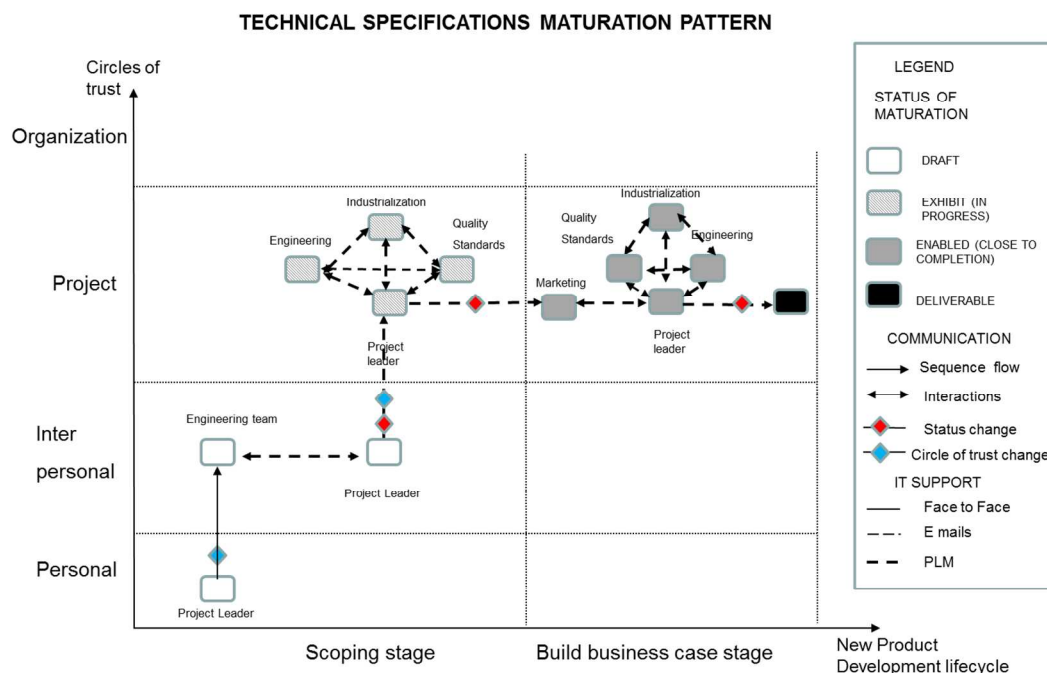 TECHNICAL SPECIFICATIONS MATURATION PATTERN
Circles of
trust
Organization
Project
Inter
personal
Personal
Industrialization
Engineering
Quality
Standards
Project
leader
Engineering team
Project Leader
Project Leader
Industrialization
Quality
Standards
Engineering
Marketing
Project
leader
Scoping stage
Build business case stage
New Product
Development lifecycle
LEGEND
STATUS OF
MATURATION
DRAFT
EXHIBIT (IN
PROGRESS)
ENABLED (CLOSE TO
COMPLETION)
DELIVERABLE
COMMUNICATION
Sequence flow
Interactions
Status change
Circle of trust change
IT SUPPORT
Face to Face
E mails
PLM